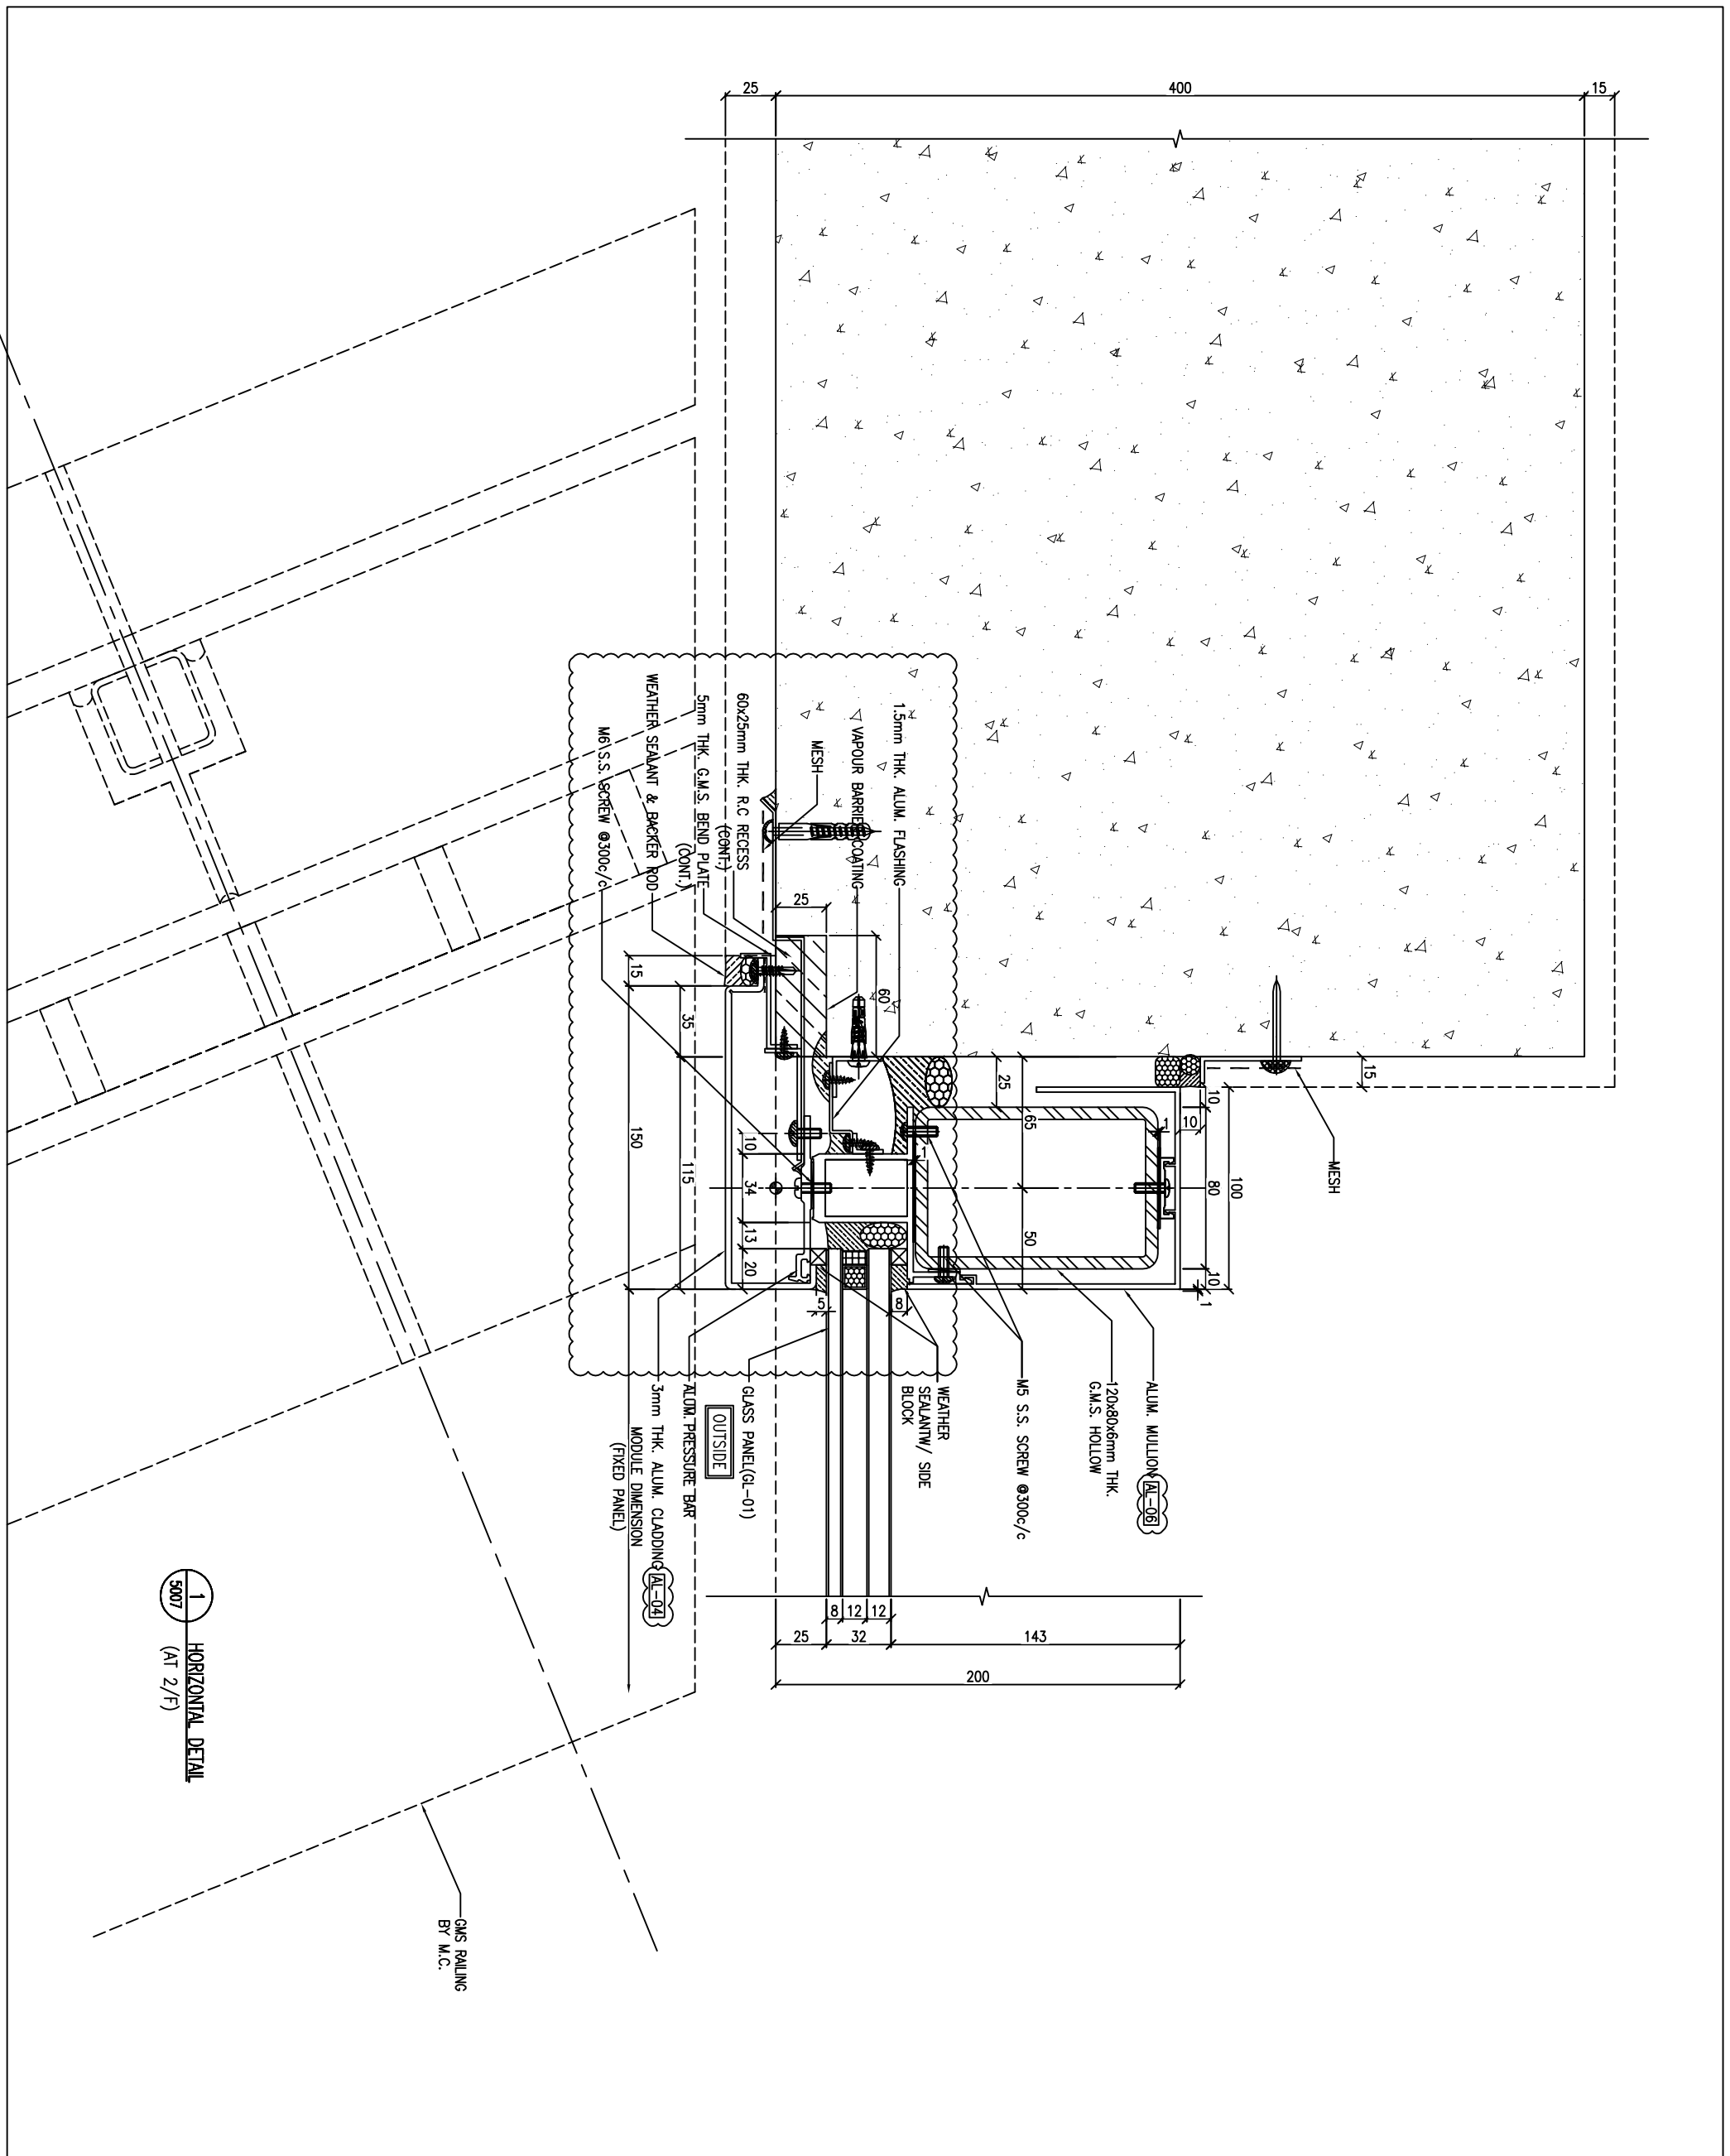 25
400
15
1.5mm THK. ALUM. FLASHING
VAPOUR BARRIER COATING
MESH
60x25mm THK. R.C RECESS
(CONT.)
5mm THK. G.M.S. BEND PLATE
(CONT.)
WEATHER SEALANT & BACKER ROD
M6 S.S. SCREW @300c/c
25
60
15
35
150
115
10
34
13
20
5
8
25
65
50
1
1
15
10
10
80
100
10
1
MESH
ALUM. MULLION AL-06
120x80x6mm THK.
G.M.S. HOLLOW
M5 S.S. SCREW @300c/c
WEATHER
SEALANTW/ SIDE
BLOCK
GLASS PANEL(GL-01)
OUTSIDE
ALUM. PRESSURE BAR
3mm THK. ALUM. CLADDING AL-04
MODULE DIMENSION
(FIXED PANEL)
8
12
12
25
32
143
200
1
5007
HORIZONTAL DETAIL
(AT 2/F)
GMS RAILING
BY M.C.